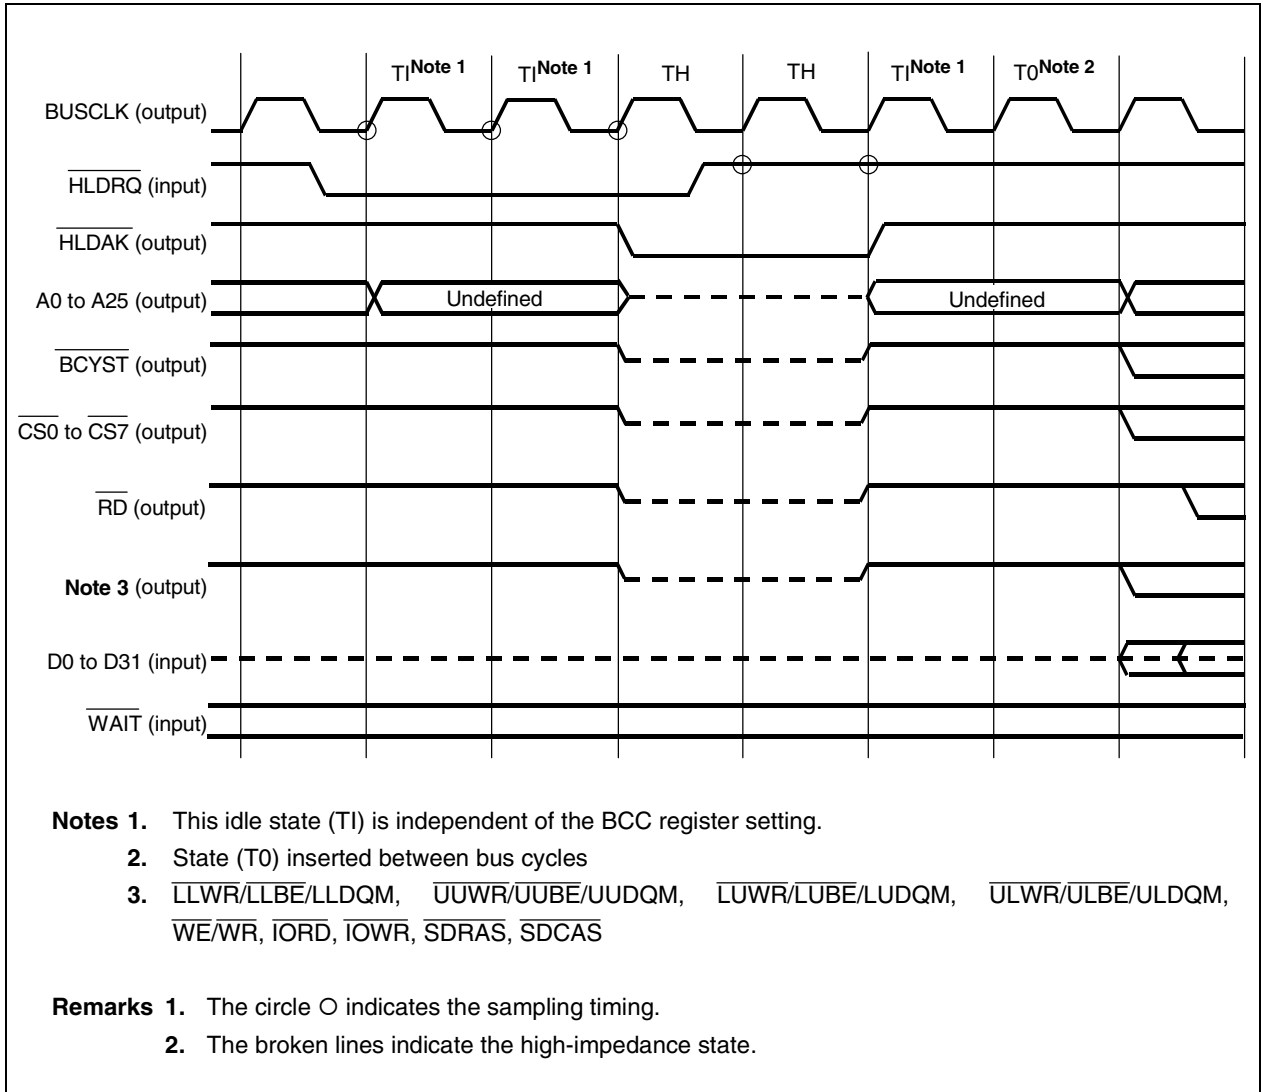 TINote 1 TINote 1 TH TH TINote 1 T0Note 2
BUSCLK (output)
HLDRQ (input)
HLDAK (output)
A0 to A25 (output) Undefined Undefined
BCYST (output)
CS0 to CS7 (output)
RD (output)
Note 3 (output)
D0 to D31 (input)
WAIT (input)
Notes 1. This idle state (TI) is independent of the BCC register setting.
2. State (T0) inserted between bus cycles
3. LLWR/LLBE/LLDQM, UUWR/UUBE/UUDQM, LUWR/LUBE/LUDQM, ULWR/ULBE/ULDQM,
WE/WR, IORD, IOWR, SDRAS, SDCAS
Remarks 1. The circle ○ indicates the sampling timing.
2. The broken lines indicate the high-impedance state.